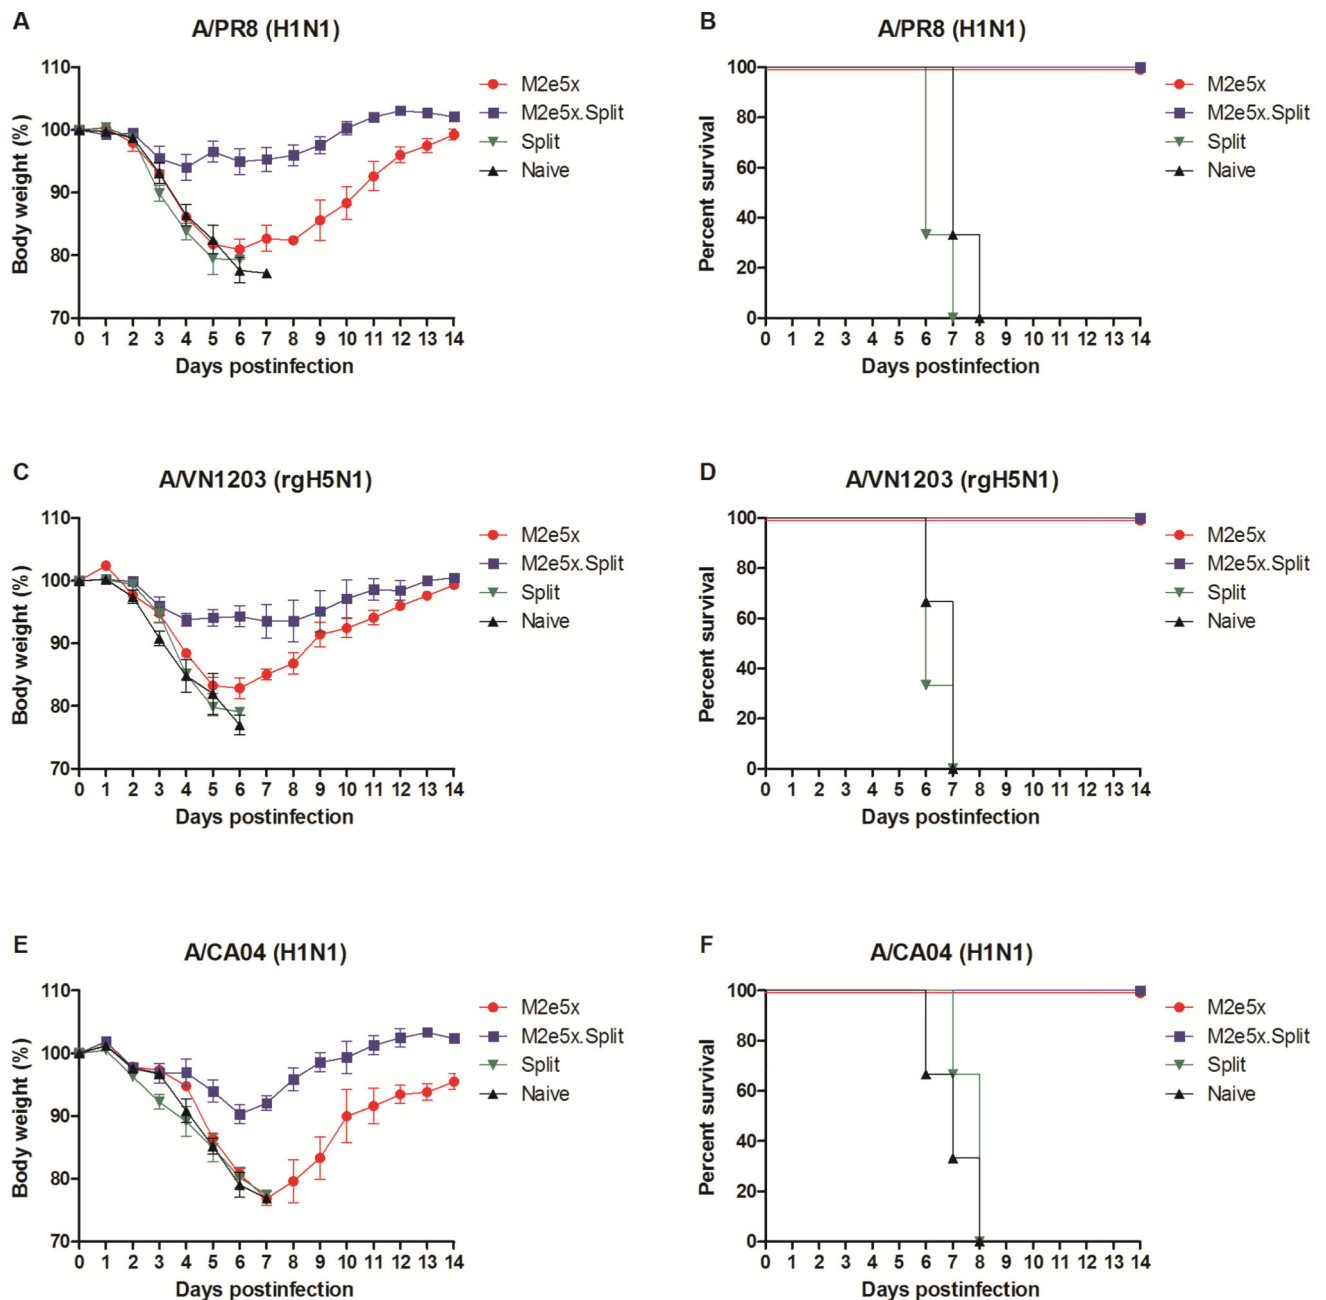 A
A/PR8 (H1N1)
110
100
90
80
70
Body weight (%)
0 1 2 3 4 5 6 7 8 9 10 11 12 13 14
Days postinfection
M2e5x
M2e5x.Split
Split
Naive
B
A/PR8 (H1N1)
100
80
60
40
20
0
Percent survival
0 1 2 3 4 5 6 7 8 9 10 11 12 13 14
Days postinfection
M2e5x
M2e5x.Split
Split
Naive
C
A/VN1203 (rgH5N1)
110
100
90
80
70
Body weight (%)
0 1 2 3 4 5 6 7 8 9 10 11 12 13 14
Days postinfection
M2e5x
M2e5x.Split
Split
Naive
D
A/VN1203 (rgH5N1)
100
80
60
40
20
0
Percent survival
0 1 2 3 4 5 6 7 8 9 10 11 12 13 14
Days postinfection
M2e5x
M2e5x.Split
Split
Naive
E
A/CA04 (H1N1)
110
100
90
80
70
Body weight (%)
0 1 2 3 4 5 6 7 8 9 10 11 12 13 14
Days postinfection
M2e5x
M2e5x.Split
Split
Naive
F
A/CA04 (H1N1)
100
80
60
40
20
0
Percent survival
0 1 2 3 4 5 6 7 8 9 10 11 12 13 14
Days postinfection
M2e5x
M2e5x.Split
Split
Naive